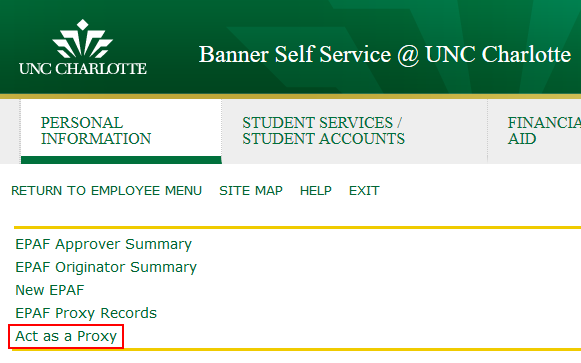 UNC CHARLOTTE
Banner Self Service @ UNC Charlotte
PERSONAL
INFORMATION
STUDENT SERVICES /
STUDENT ACCOUNTS
FINANCIA
AID
RETURN TO EMPLOYEE MENU SITE MAP HELP EXIT
EPAF Approver Summary
EPAF Originator Summary
New EPAF
EPAF Proxy Records
Act as a Proxy